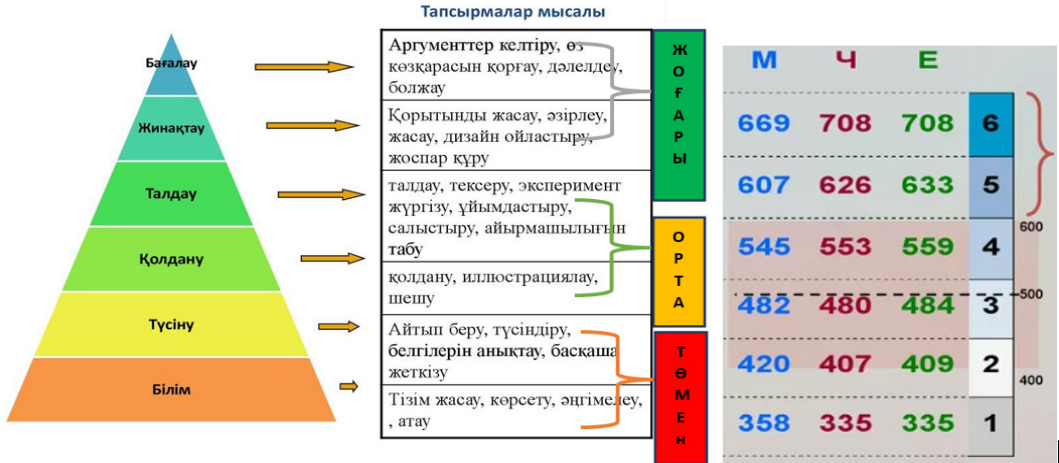 Тапсырмалар мысалы
Бағалау
Жинақтау
Талдау
Қолдану
Түсіну
Білім
Аргументтер келтіру, өз
көзқарасын қорғау, дәлелдеу,
болжау
Қорытынды жасау, әзірлеу,
жасау, дизайн ойластыру,
жоспар құру
талдау, тексеру, эксперимент
жүргізу, ұйымдастыру,
салыстыру, айырмашылығын
табу
қолдану, иллюстрациялау,
шешу
Айтып беру, түсіндіру,
белгілерін анықтау, басқаша
жеткізу
Тізім жасау, көрсету, әңгімелеу,
, атау
ЖОҒАРЫ
ОРТА
ТӨМЕн
М Ч Е
669 708 708 6
607 626 633 5
600
545 553 559 4
500
482 480 484 3
420 407 409 2
400
358 335 335 1